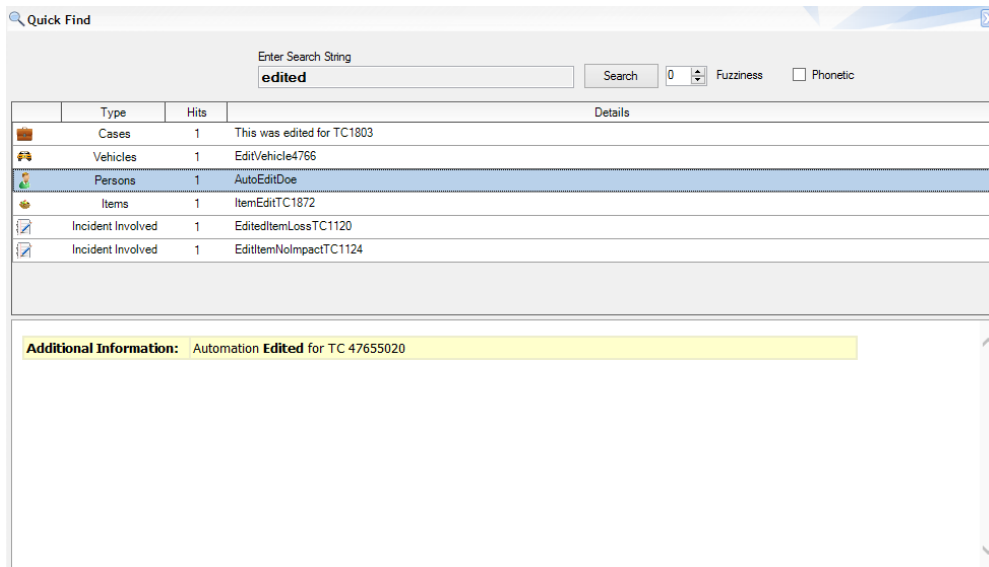 Quick Find
Enter Search String
edited Search 0 Fuzziness Phonetic
Type Hits Details
Cases 1 This was edited for TC1803
Vehicles 1 EditVehicle4766
Persons 1 AutoEditDoe
Items 1 ItemEditTC1872
Incident Involved 1 EditedItemLossTC1120
Incident Involved 1 EditItemNoImpactTC1124
Additional Information: Automation Edited for TC 47655020